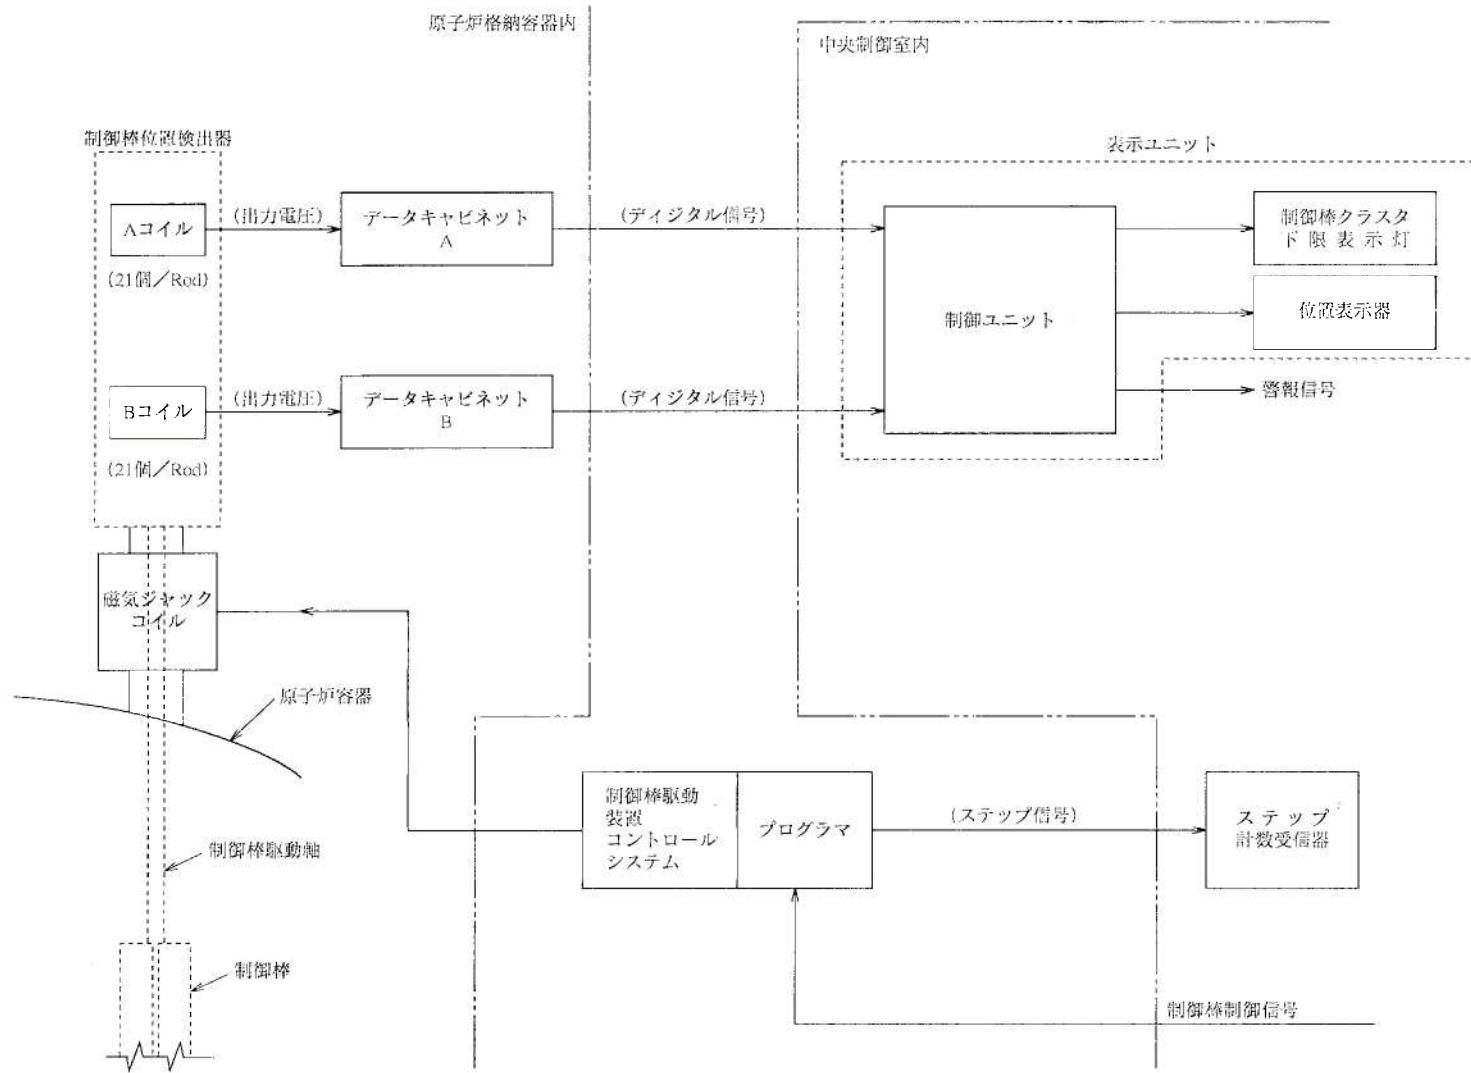 原子炉格納容器内
中央制御室内
制御棒位置検出器
表示ユニット
Aコイル
(21個／Rod)
(出力電圧)
データキャビネット
A
(ディジタル信号)
制御ユニット
制御棒クラスタ
下限表示灯
位置表示器
警報信号
Bコイル
(21個／Rod)
(出力電圧)
データキャビネット
B
(ディジタル信号)
磁気ジャック
コイル
原子炉容器
制御棒駆動軸
制御棒
制御棒駆動
装置
コントロール
システム
プログラマ
(ステップ信号)
ステップ
計数受信器
制御棒制御信号